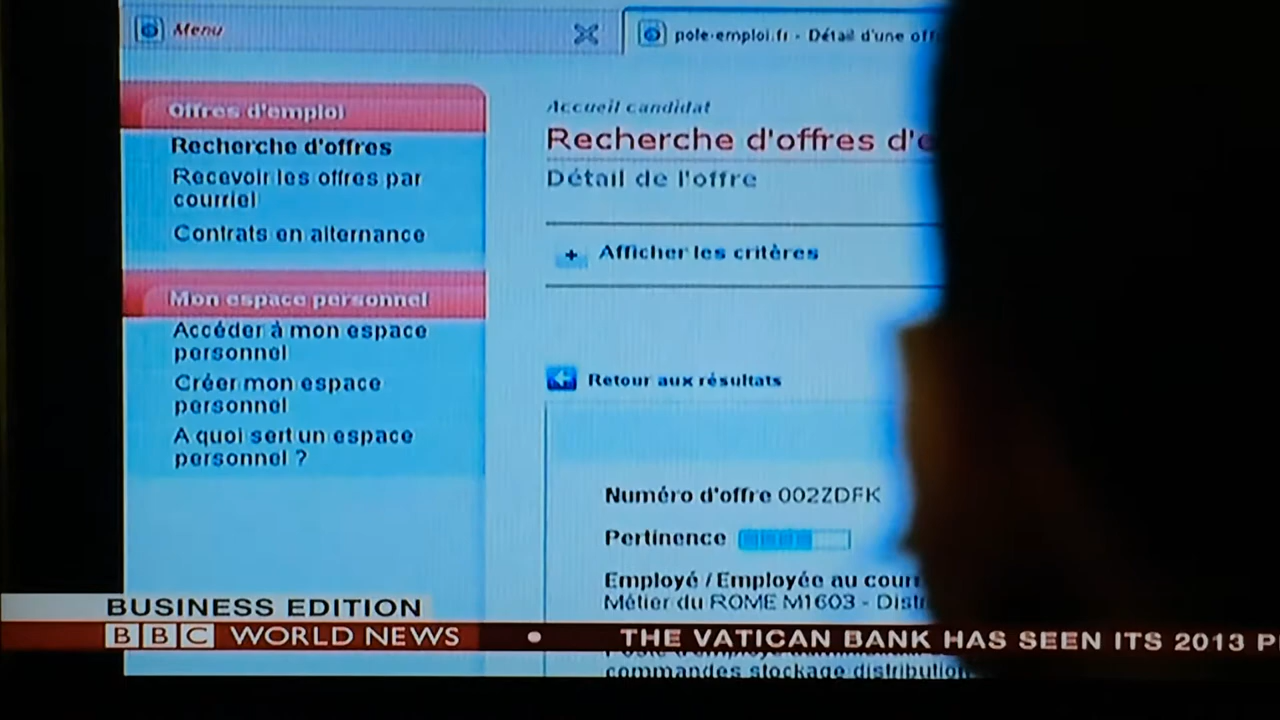 Menu
pole-emploi.fr - Détail d'une
Offres d'emploi
Recherche d'offres
Recevoir les offres par
courriel
Contrats en alternance
Mon espace personnel
Accéder à mon espace
personnel
Créer mon espace
personnel
A quoi sert un espace
personnel ?
Accueil candidat
Recherche d'offres
Détail de l'offre
+ Afficher les critères
Retour aux résultats
Numéro d'offre 002ZDFK
Pertinence
Employé / Employée au
Métier du ROME M1603 -
commandes stockage distribution
BUSINESS EDITION
BBC WORLD NEWS
• THE VATICAN BANK HAS SEEN ITS 2013